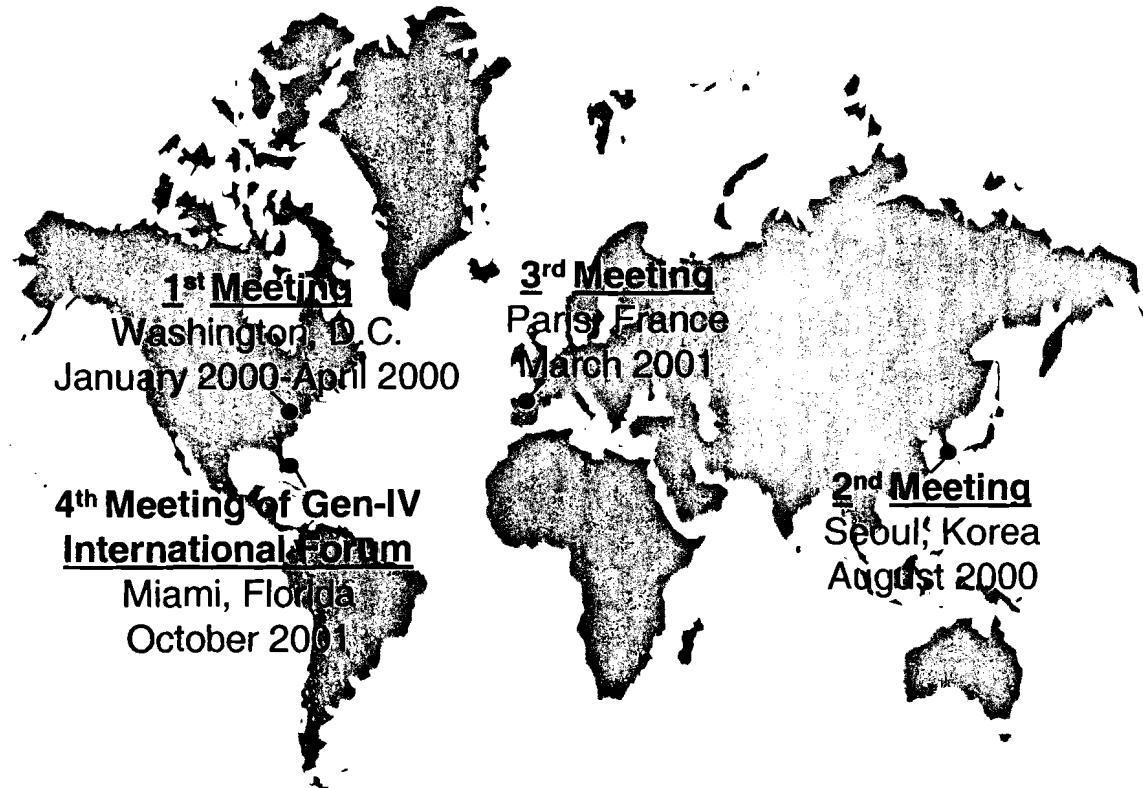 1st Meeting
Washington, D.C.
January 2000-April 2000
3rd Meeting
Paris, France
March 2001
4th Meeting of Gen-IV
International Forum
Miami, Florida
October 2001
2nd Meeting
Seoul, Korea
August 2000